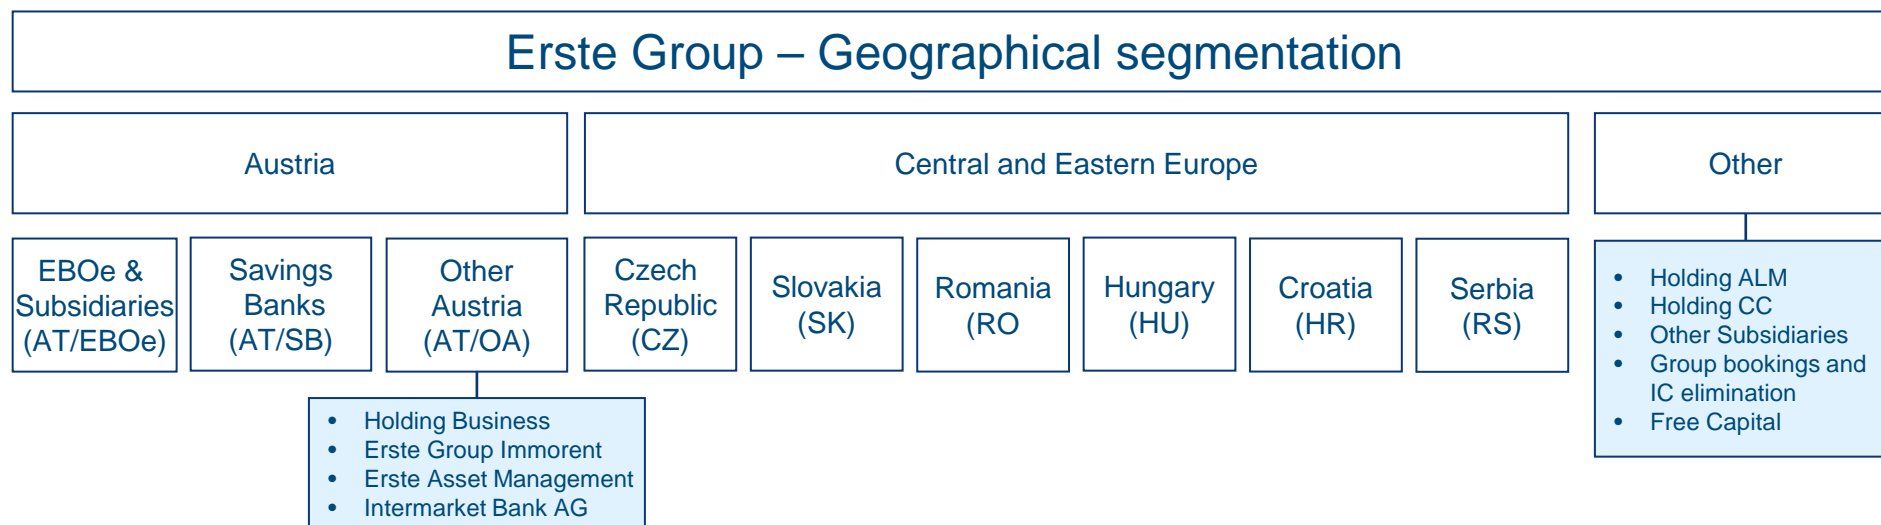 Erste Group – Geographical segmentation
Austria
Central and Eastern Europe
Other
EBOe &
Subsidiaries
(AT/EBOe)
Savings
Banks
(AT/SB)
Other
Austria
(AT/OA)
Czech
Republic
(CZ)
Slovakia
(SK)
Romania
(RO
Hungary
(HU)
Croatia
(HR)
Serbia
(RS)
• Holding ALM
• Holding CC
• Other Subsidiaries
• Group bookings and
IC elimination
• Free Capital
• Holding Business
• Erste Group Immorent
• Erste Asset Management
• Intermarket Bank AG